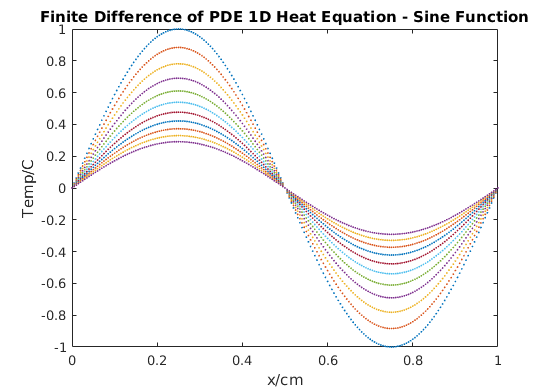 Finite Difference of PDE 1D Heat Equation - Sine Function
1
0.8
0.6
0.4
0.2
0
-0.2
-0.4
-0.6
-0.8
-1
Temp/C
0 0.2 0.4 0.6 0.8 1
x/cm